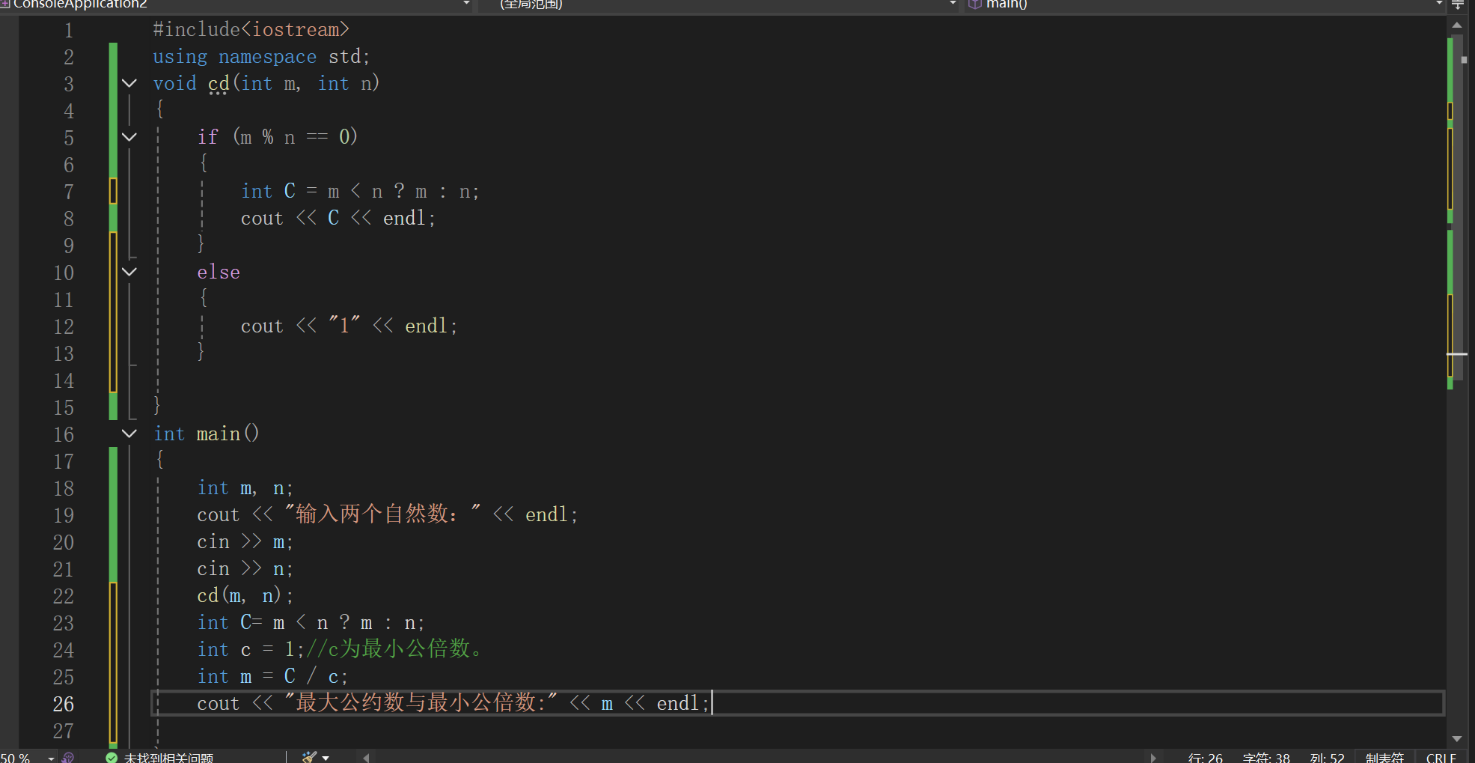 ConsoleApplication2 (全局范围) main()
1 #include<iostream>
2 using namespace std;
3 void cd(int m, int n)
4 {
5 if (m % n == 0)
6 {
7 int C = m < n ? m : n;
8 cout << C << endl;
9 }
10 else
11 {
12 cout << "1" << endl;
13 }
14
15 }
16 int main()
17 {
18 int m, n;
19 cout << "输入两个自然数：" << endl;
20 cin >> m;
21 cin >> n;
22 cd(m, n);
23 int C= m < n ? m : n;
24 int c = 1;//c为最小公倍数。
25 int m = C / c;
26 cout << "最大公约数与最小公倍数:" << m << endl;
27
50 % 未找到相关问题 行: 26 字符: 38 列: 52 制表符 CRLF